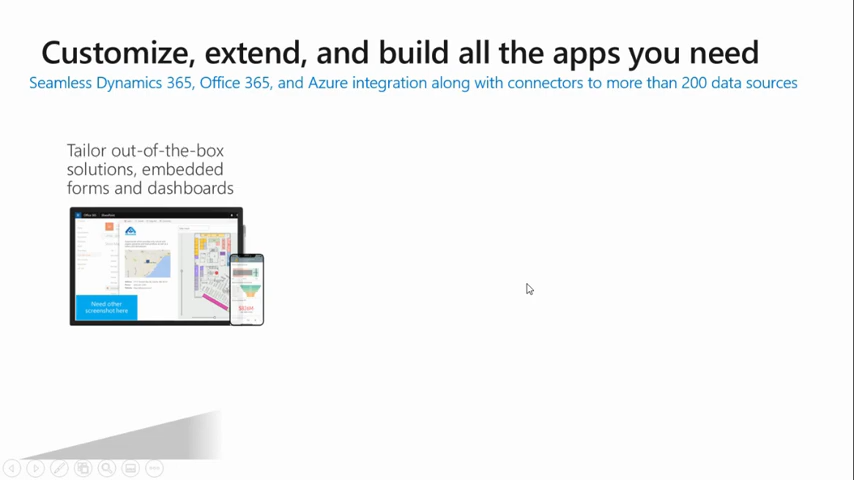 Customize, extend, and build all the apps you need
Seamless Dynamics 365, Office 365, and Azure integration along with connectors to more than 200 data sources
Tailor out-of-the-box
solutions, embedded
forms and dashboards
Office 365
Need other
screenshot here